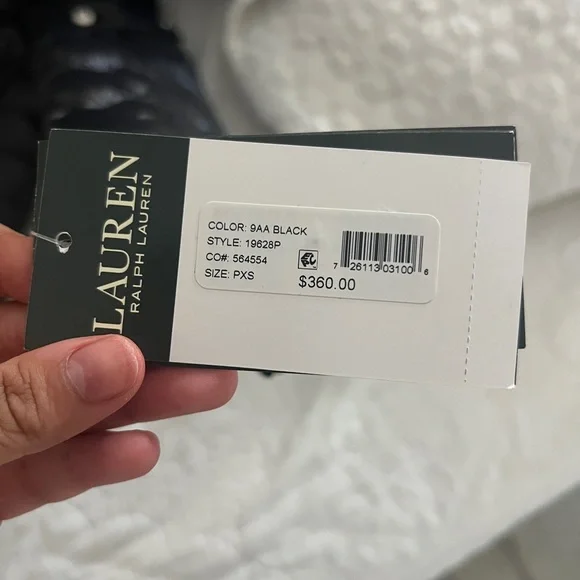 LAUREN
RALPH LAUREN
COLOR: 9AA BLACK
STYLE: 19628P
CO#: 564554
SIZE: PXS
7 26113 03100 6
$360.00